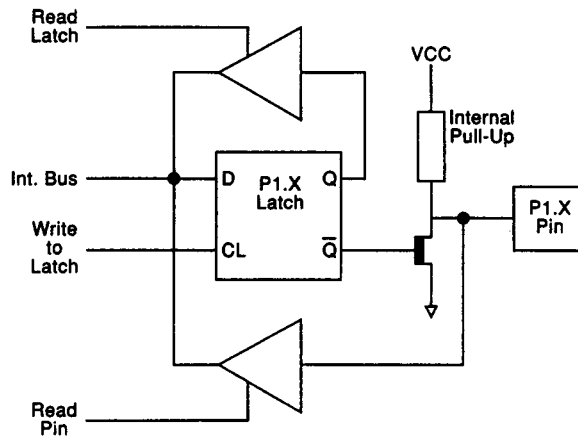 Read
Latch
VCC
Internal
Pull-Up
Int. Bus
D
P1.X
Latch
Q
P1.X
Pin
Write
to
Latch
CL
Q̅
Read
Pin